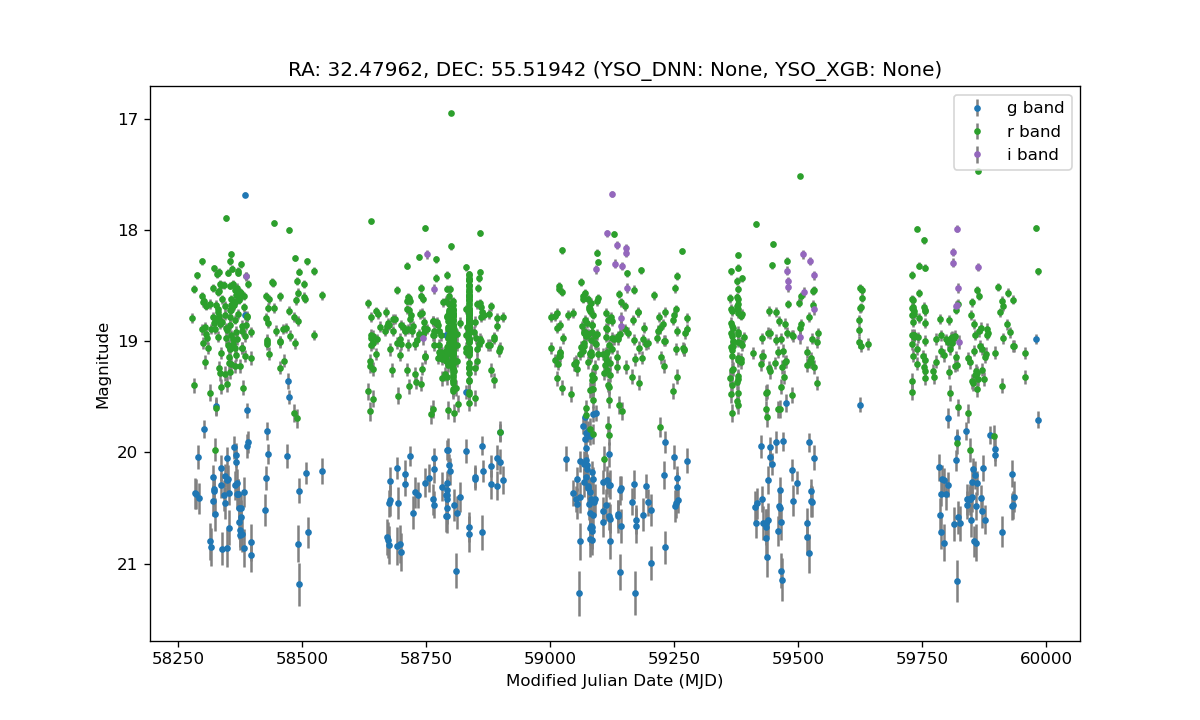 RA: 32.47962, DEC: 55.51942 (YSO_DNN: None, YSO_XGB: None)
g band
r band
i band
17
18
19
20
21
Magnitude
58250 58500 58750 59000 59250 59500 59750 60000
Modified Julian Date (MJD)